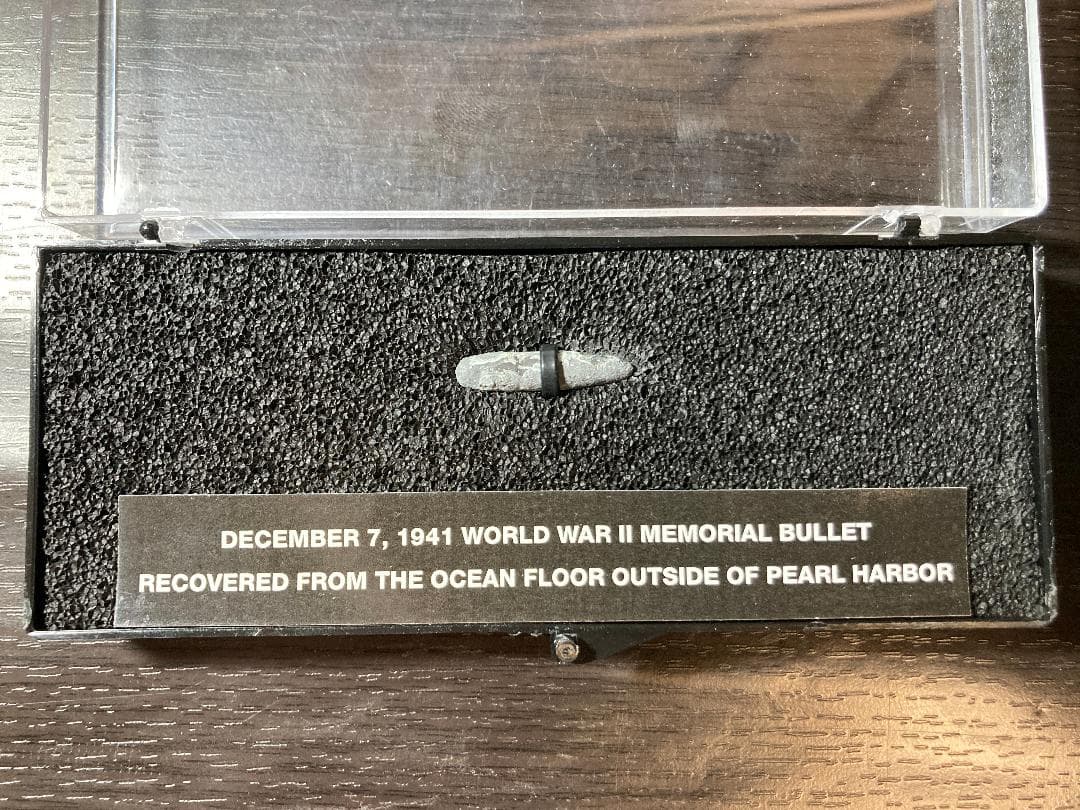 DECEMBER 7, 1941 WORLD WAR II MEMORIAL BULLET
RECOVERED FROM THE OCEAN FLOOR OUTSIDE OF PEARL HARBOR